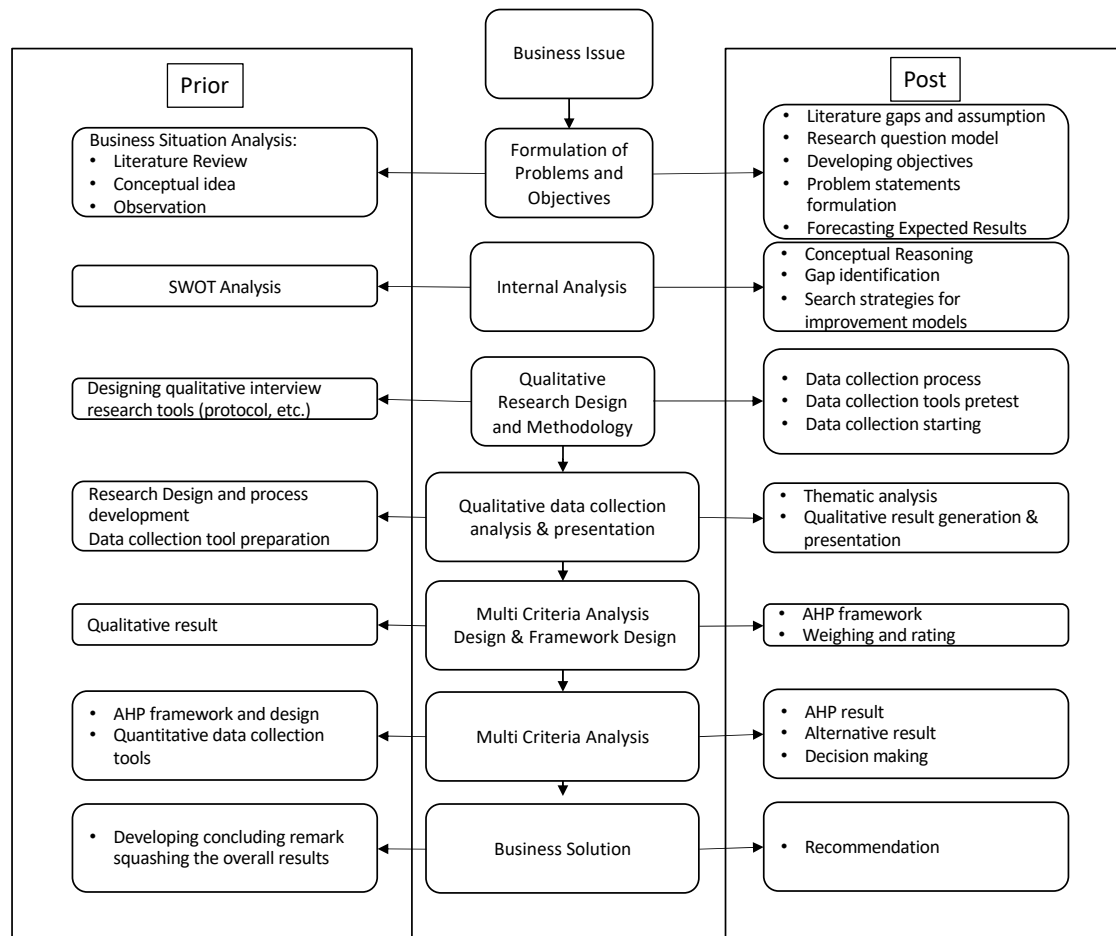 Business Issue
Prior
Post
Business Situation Analysis:
• Literature Review
• Conceptual idea
• Observation
Formulation of
Problems and
Objectives
• Literature gaps and assumption
• Research question model
• Developing objectives
• Problem statements
formulation
• Forecasting Expected Results
SWOT Analysis
Internal Analysis
• Conceptual Reasoning
• Gap identification
• Search strategies for
improvement models
Designing qualitative interview
research tools (protocol, etc.)
Qualitative
Research Design
and Methodology
• Data collection process
• Data collection tools pretest
• Data collection starting
Research Design and process
development
Data collection tool preparation
Qualitative data collection
analysis & presentation
• Thematic analysis
• Qualitative result generation &
presentation
Qualitative result
Multi Criteria Analysis
Design & Framework Design
• AHP framework
• Weighing and rating
• AHP framework and design
• Quantitative data collection
tools
Multi Criteria Analysis
• AHP result
• Alternative result
• Decision making
• Developing concluding remark
squashing the overall results
Business Solution
• Recommendation